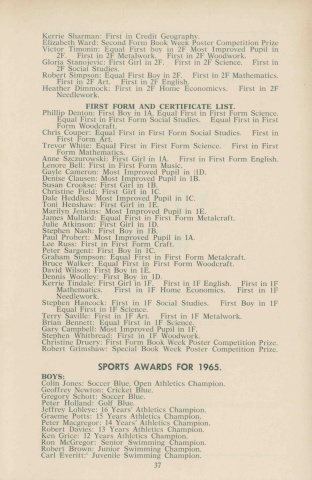 Kerrie Sharman: First in Credit Geography.
Elizabeth Ward: Second Form Book Week Poster Competition Prize
Victor Timonin: Equal First boy in 2F Most Improved Pupil in
2F. First in 2F Metalwork, First in 2F Woodwork.
Gloria Stanojevic: First Girl in 2F. First in 2F Science. First in
2F Social Studies.
Robert Simpson: Equal First Boy in 2F. First in 2F Mathematics.
First in 2F Art. First in 2F English.
Heather Dimmock: First in 2F Home Economicvs. First in 2F
Needlework.
FIRST FORM AND CERTIFICATE LIST.
Phillip Denton: First Boy in 1A, Equal First in First Form Science.
Equal First in First Form Social Studies. Equal First in First
Form Woodcraft.
Chris Couper: Equal First in First Form Social Studies. First in
First Form Art.
Trevor White: Equal First in First Form Science. First in First
Form Mathematics.
Anne Szczurowski: First Girl in 1A. First in First Form English.
Lenore Bell: First in First Form Music.
Gayle Cameron: Most Improved Pupil in 1D.
Denise Clausen: Most Improved Pupil in 1B.
Susan Crookse: First Girl in 1B.
Christine Field: First Girl in 1C.
Dale Heddles: Most Improved Pupil in 1C.
Toni Henshaw: First Girl in 1E.
Marilyn Jenkins: Most Improved Pupil in 1E.
James Mullard: Equal First in First Form Metalcraft.
Julie Atkinson: First Girl in 1D.
Stephen Nash: First Boy in 1B.
Paul Probert: Most Improved Pupil in 1A.
Lee Russ: First in First Form Craft.
Peter Sargent: First Boy in 1C.
Graham Simpson: Equal First in First Form Metalcraft.
Bruce Walker: Equal First in First Form Woodcraft.
David Wilson: First Boy in 1E.
Dennis Woolley: First Boy in 1D.
Kerrie Tindale: First Girl in 1F. First in 1F English. First in 1F
Mathematics. First in 1F Home Economics. First in 1F
Needlework.
Stephen Hancock: First in 1F Social Studies. First Boy in 1F
Equal First in 1F Science.
Terry Saville: First in 1F Art. First in 1F Metalwork.
Brian Bennett: Equal First in 1F Science.
Gary Campbell: Most Improved Pupil in 1F.
Stephen Whitbread: First in 1F Woodwork.
Christine Druery: First Form Book Week Poster Competition Prize.
Robert Grimshaw: Special Book Week Poster Competition Prize.
SPORTS AWARDS FOR 1965.
BOYS:
Colin Jones: Soccer Blue, Open Athletics Champion.
Geoffrey Newton: Cricket Blue.
Gregory Schott: Soccer Blue.
Peter Holland: Golf Blue.
Jeffrey Lobleye: 16 Years' Athletics Champion.
Graeme Potts: 15 Years Athletics Champion.
Peter Macgregor: 14 Years' Athletics Champion.
Robert Davies: 13 Years Athletics Champion.
Ken Grice: 12 Years Athletics Champion.
Ron McGregor: Senior Swimming Champion.
Robert Brown: Junior Swimming Champion.
Carl Everitt: Juvenile Swimming Champion.
37